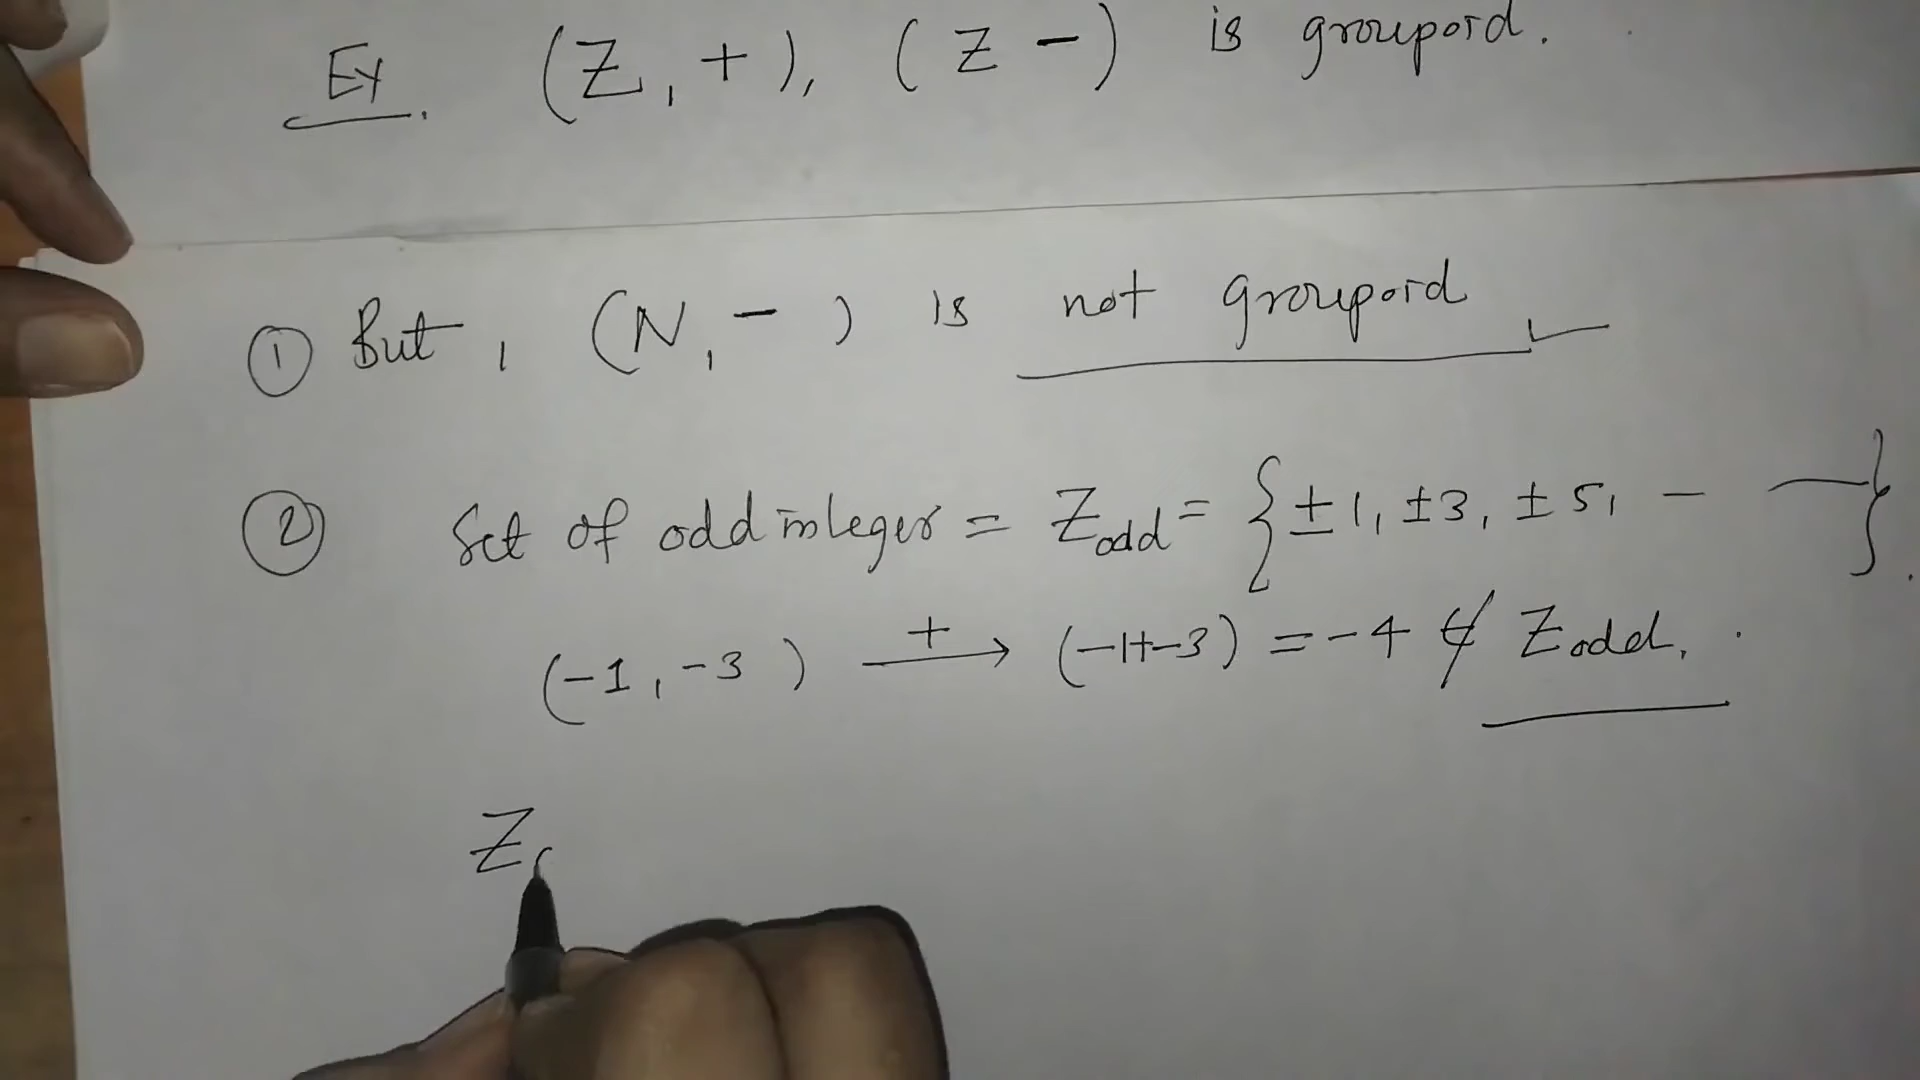 Ex. (Z, +), (Z -) is groupoid.
① But, (N, -) is not groupoid
② Set of odd integer = Zodd = {±1, ±3, ±5, - —}.
(-1, -3) +→ (-1+-3) = -4 ∉ Zodd.
Z